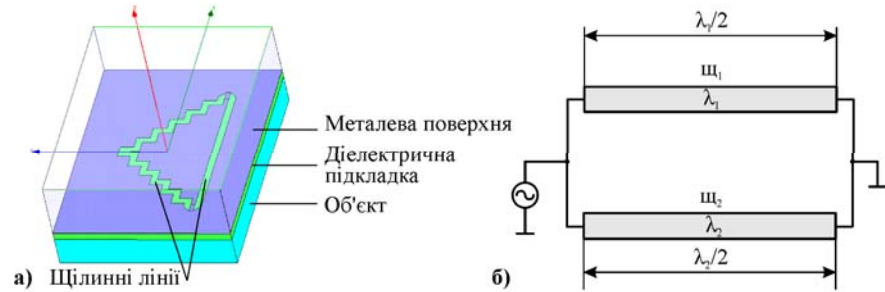 Металева поверхня
Діелектрична
підкладка
Об'єкт
а) Щілинні лінії
λ₁/2
щ₁
λ₁
щ₂
λ₂
λ₂/2
б)